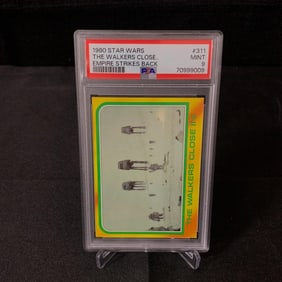 1980 STAR WARS #311
THE WALKERS CLOSE. MINT
EMPIRE STRIKES BACK 9
PSA 70999009
THE WALKERS CLOSE IN